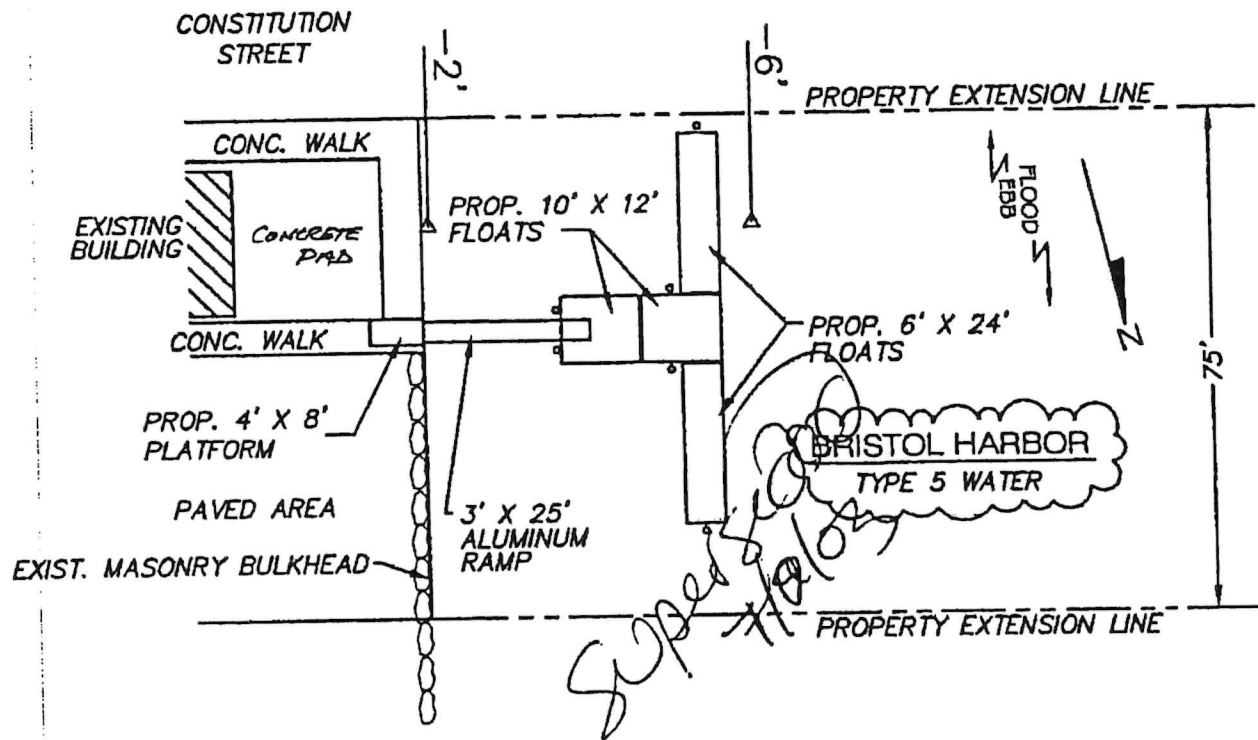 CONSTITUTION
STREET
-2'
-6'
PROPERTY EXTENSION LINE
CONC. WALK
EXISTING
BUILDING
CONCRETE
PAD
PROP. 10' X 12'
FLOATS
FLOOD
EBB
N
75'
CONC. WALK
PROP. 6' X 24'
FLOATS
PROP. 4' X 8'
PLATFORM
BRISTOL HARBOR
TYPE 5 WATER
PAVED AREA
3' X 25'
ALUMINUM
RAMP
EXIST. MASONRY BULKHEAD
PROPERTY EXTENSION LINE